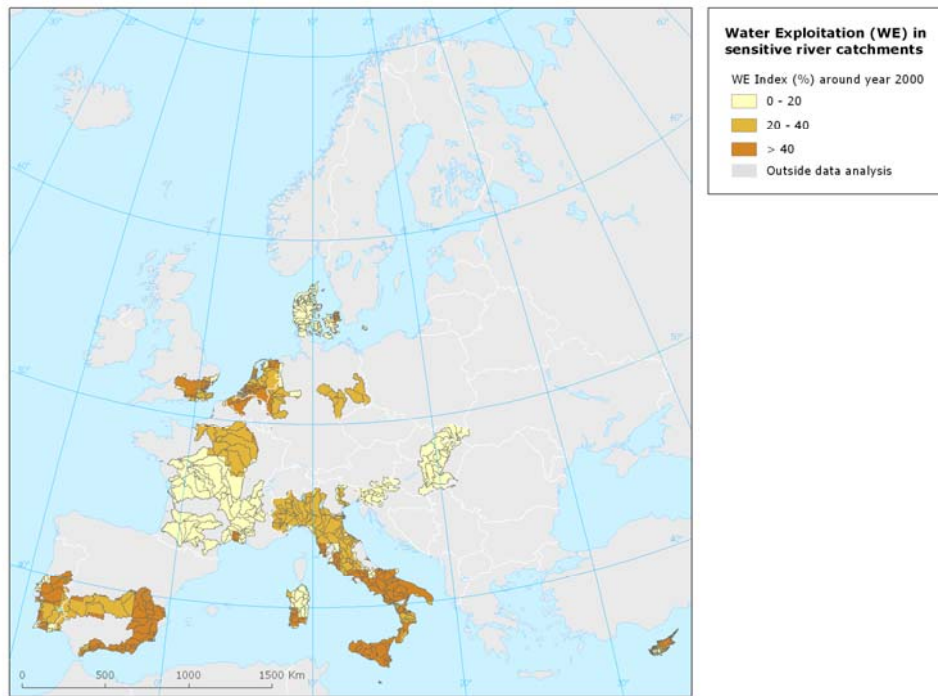 Water Exploitation (WE) in
sensitive river catchments
WE Index (%) around year 2000
0 - 20
20 - 40
> 40
Outside data analysis
0 500 1000 1500 Km